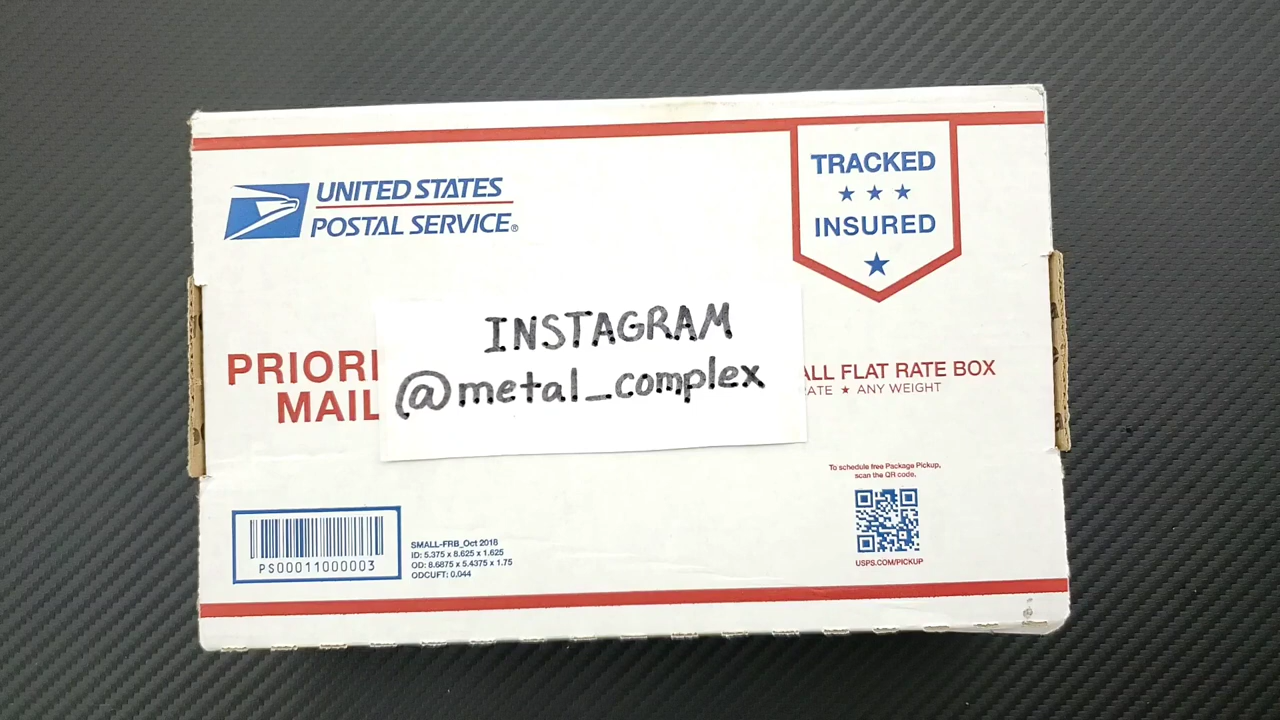 UNITED STATES
POSTAL SERVICE®
TRACKED
★ ★ ★
INSURED
★
INSTAGRAM
@metal_complex
PRIORI
MAIL
ALL FLAT RATE BOX
ATE ★ ANY WEIGHT
To schedule free Package Pickup,
scan the QR code.
USPS.COM/PICKUP
PS00011000003
SMALL-FRB_Oct 2018
ID: 5.375 x 8.625 x 1.625
OD: 8.6875 x 5.4375 x 1.75
ODCUFT: 0.044